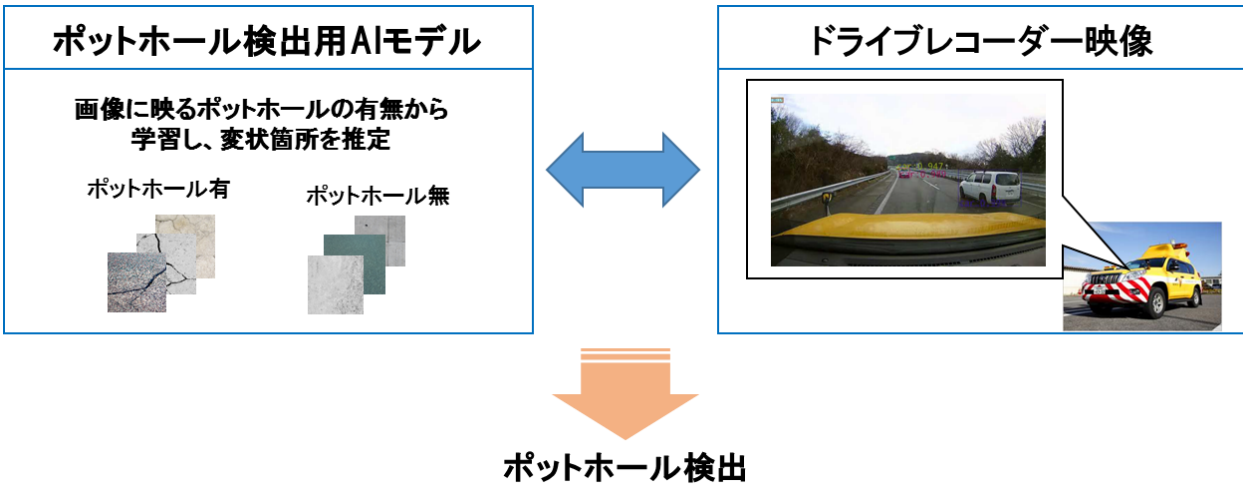 ポットホール検出用AIモデル
画像に映るポットホールの有無から
学習し、変状箇所を推定
ポットホール有
ポットホール無
ドライブレコーダー映像
ポットホール検出